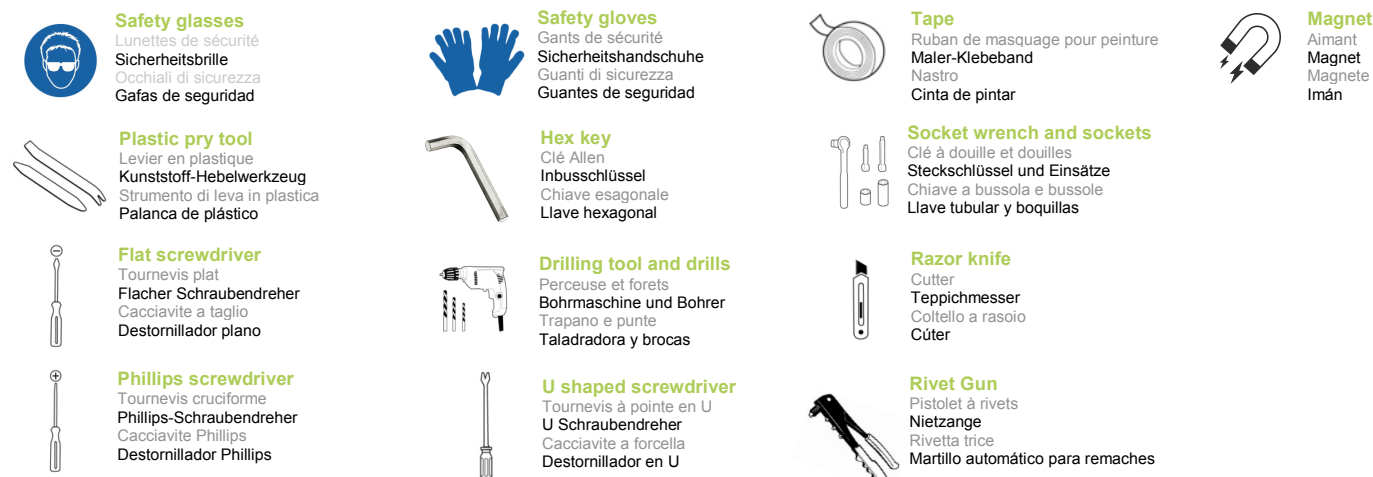 Safety glasses
Lunettes de sécurité
Sicherheitsbrille
Occhiali di sicurezza
Gafas de seguridad
Safety gloves
Gants de sécurité
Sicherheitshandschuhe
Guanti di sicurezza
Guantes de seguridad
Tape
Ruban de masquage pour peinture
Maler-Klebeband
Nastro
Cinta de pintar
Magnet
Aimant
Magnet
Magnete
Imán
Plastic pry tool
Levier en plastique
Kunststoff-Hebelwerkzeug
Strumento di leva in plastica
Palanca de plástico
Hex key
Clé Allen
Inbusschlüssel
Chiave esagonale
Llave hexagonal
Socket wrench and sockets
Clé à douille et douilles
Steckschlüssel und Einsätze
Chiave a bussola e bussole
Llave tubular y boquillas
Flat screwdriver
Tournevis plat
Flacher Schraubendreher
Cacciavite a taglio
Destornillador plano
Drilling tool and drills
Perceuse et forets
Bohrmaschine und Bohrer
Trapano e punte
Taladradora y brocas
Razor knife
Cutter
Teppichmesser
Coltello a rasoio
Cúter
Phillips screwdriver
Tournevis cruciforme
Phillips-Schraubendreher
Cacciavite Phillips
Destornillador Phillips
U shaped screwdriver
Tournevis à pointe en U
U Schraubendreher
Cacciavite a forcella
Destornillador en U
Rivet Gun
Pistolet à rivets
Nietzange
Rivetta trice
Martillo automático para remaches